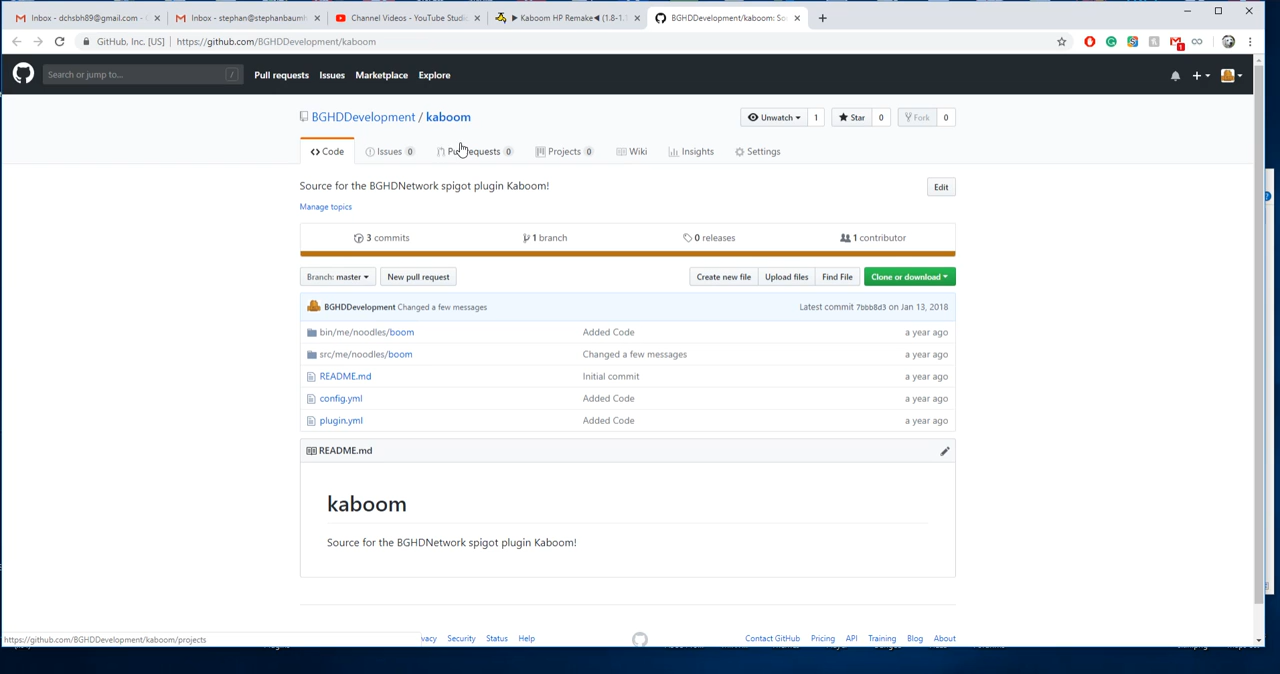 Inbox - dchsbh89@gmail.com -
Inbox - stephan@stephanbaum
Channel Videos - YouTube Studio
▶ Kaboom HP Remake◀ (1.8-1.
BGHDDevelopment/kaboom: So
GitHub, Inc. [US] | https://github.com/BGHDDevelopment/kaboom
Search or jump to... /
Pull requests Issues Marketplace Explore
BGHDDevelopment / kaboom
Unwatch 1 Star 0 Fork 0
Code Issues 0 Pull requests 0 Projects 0 Wiki Insights Settings
Source for the BGHDNetwork spigot plugin Kaboom!
Edit
Manage topics
3 commits 1 branch 0 releases 1 contributor
Branch: master New pull request Create new file Upload files Find File Clone or download
BGHDDevelopment Changed a few messages Latest commit 7bbb8d3 on Jan 13, 2018
bin/me/noodles/boom Added Code a year ago
src/me/noodles/boom Changed a few messages a year ago
README.md Initial commit a year ago
config.yml Added Code a year ago
plugin.yml Added Code a year ago
README.md
kaboom
Source for the BGHDNetwork spigot plugin Kaboom!
https://github.com/BGHDDevelopment/kaboom/projects
vacy Security Status Help Contact GitHub Pricing API Training Blog About